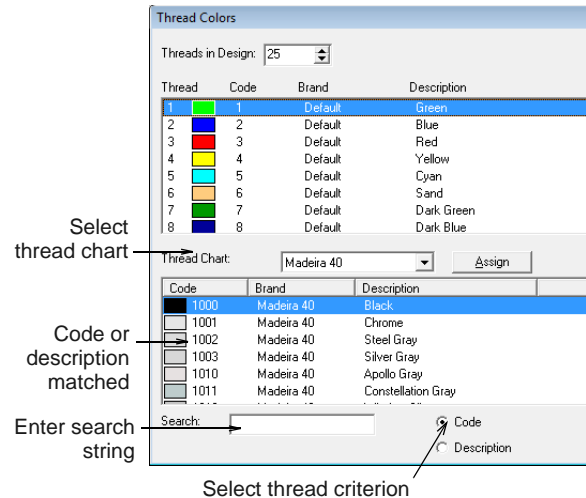 Thread Colors
Threads in Design: 25
Thread Code Brand Description
1 1 Default Green
2 2 Default Blue
3 3 Default Red
4 4 Default Yellow
5 5 Default Cyan
6 6 Default Sand
7 7 Default Dark Green
8 8 Default Dark Blue
Select
thread chart
Thread Chart: Madeira 40 Assign
Code Brand Description
1000 Madeira 40 Black
1001 Madeira 40 Chrome
1002 Madeira 40 Steel Gray
1003 Madeira 40 Silver Gray
1010 Madeira 40 Apollo Gray
1011 Madeira 40 Constellation Gray
Code or
description
matched
Enter search
string
Search:
Code
Description
Select thread criterion